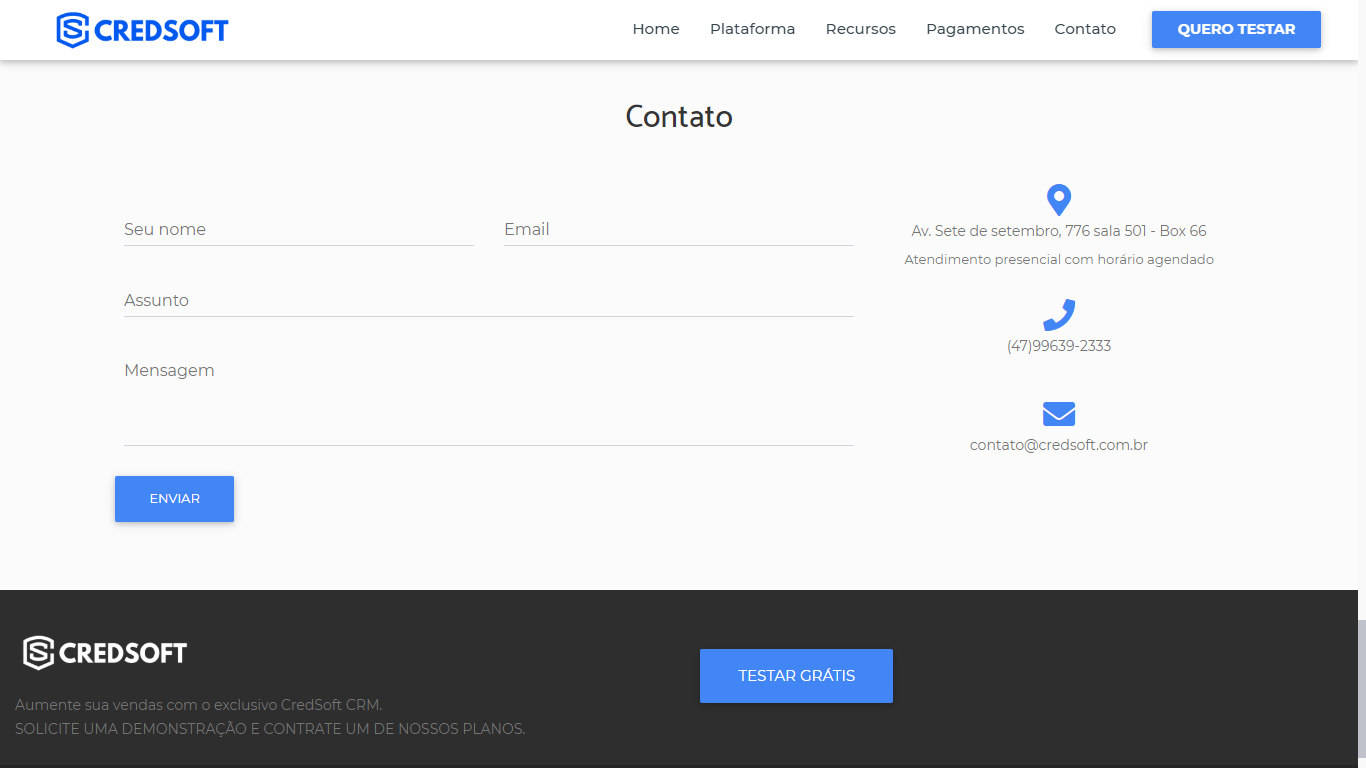 CREDSOFT
Home Plataforma Recursos Pagamentos Contato QUERO TESTAR
Contato
Seu nome
Email
Assunto
Mensagem
ENVIAR
Av. Sete de setembro, 776 sala 501 - Box 66
Atendimento presencial com horário agendado
(47)99639-2333
contato@credsoft.com.br
CREDSOFT
Aumente sua vendas com o exclusivo CredSoft CRM.
SOLICITE UMA DEMONSTRAÇÃO E CONTRATE UM DE NOSSOS PLANOS.
TESTAR GRÁTIS